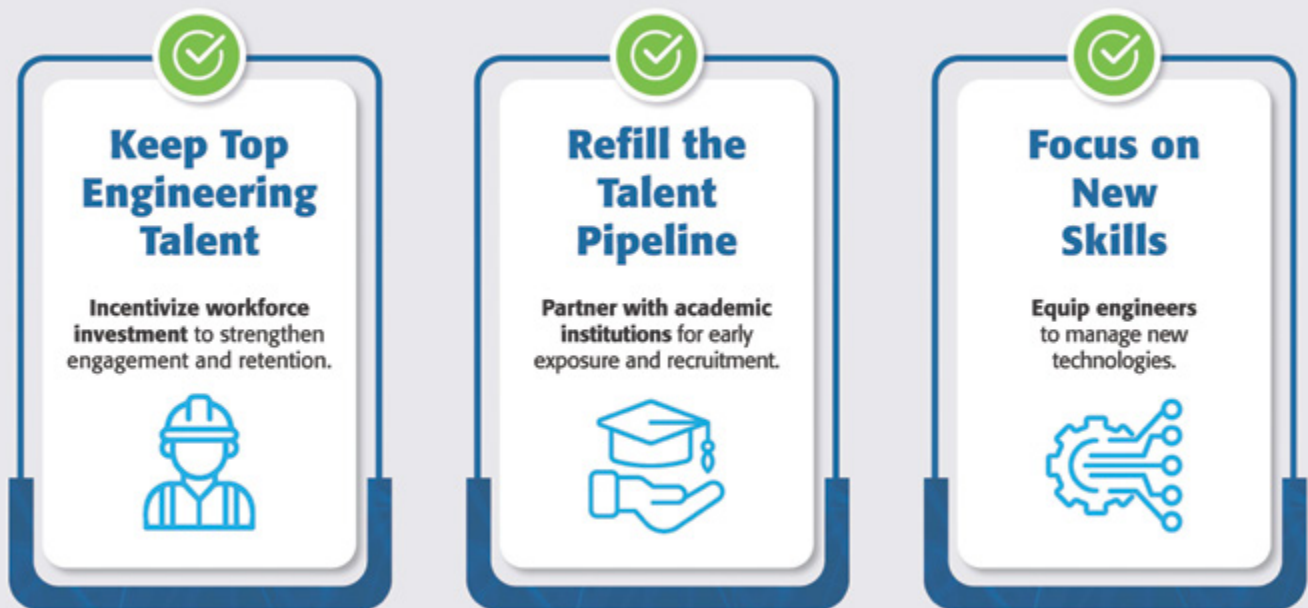 Keep Top
Engineering
Talent
Incentivize workforce
investment to strengthen
engagement and retention.
Refill the
Talent
Pipeline
Partner with academic
institutions for early
exposure and recruitment.
Focus on
New
Skills
Equip engineers
to manage new
technologies.